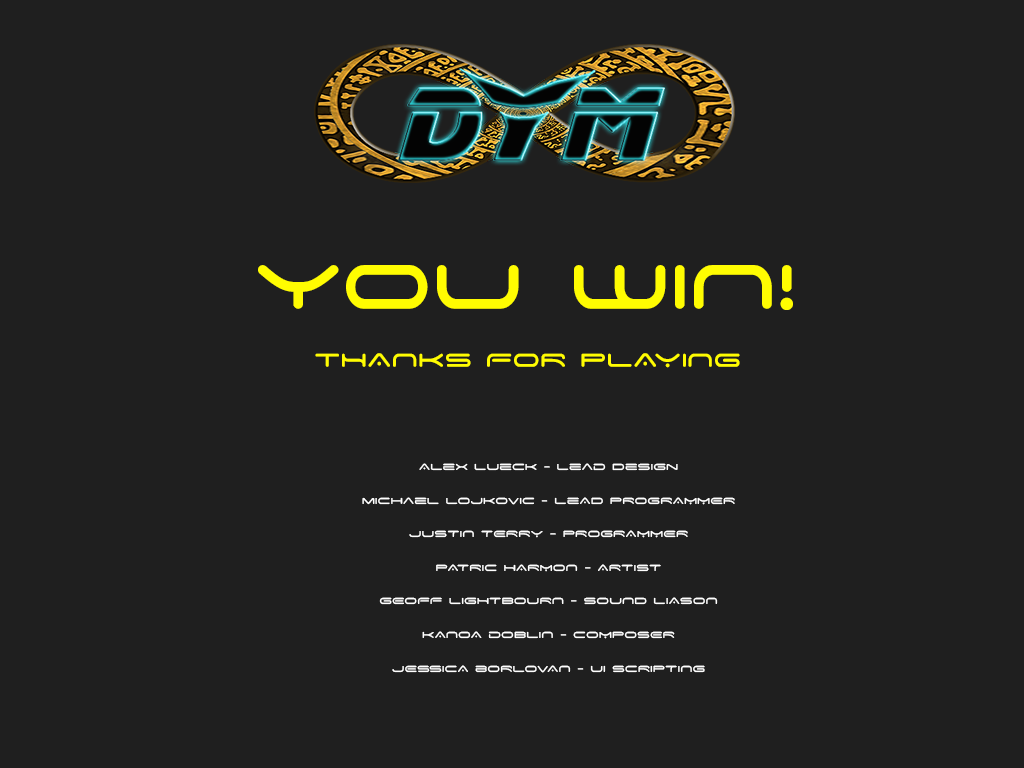 DYM
YOU WIN!
THANKS FOR PLAYING
ALEX LUECK - LEAD DESIGN
MICHAEL LOJKOVIC - LEAD PROGRAMMER
JUSTIN TERRY - PROGRAMMER
PATRIC HARMON - ARTIST
GEOFF LIGHTBOURN - SOUND LIASON
KANOA DOBLIN - COMPOSER
JESSICA BORLOVAN - UI SCRIPTING